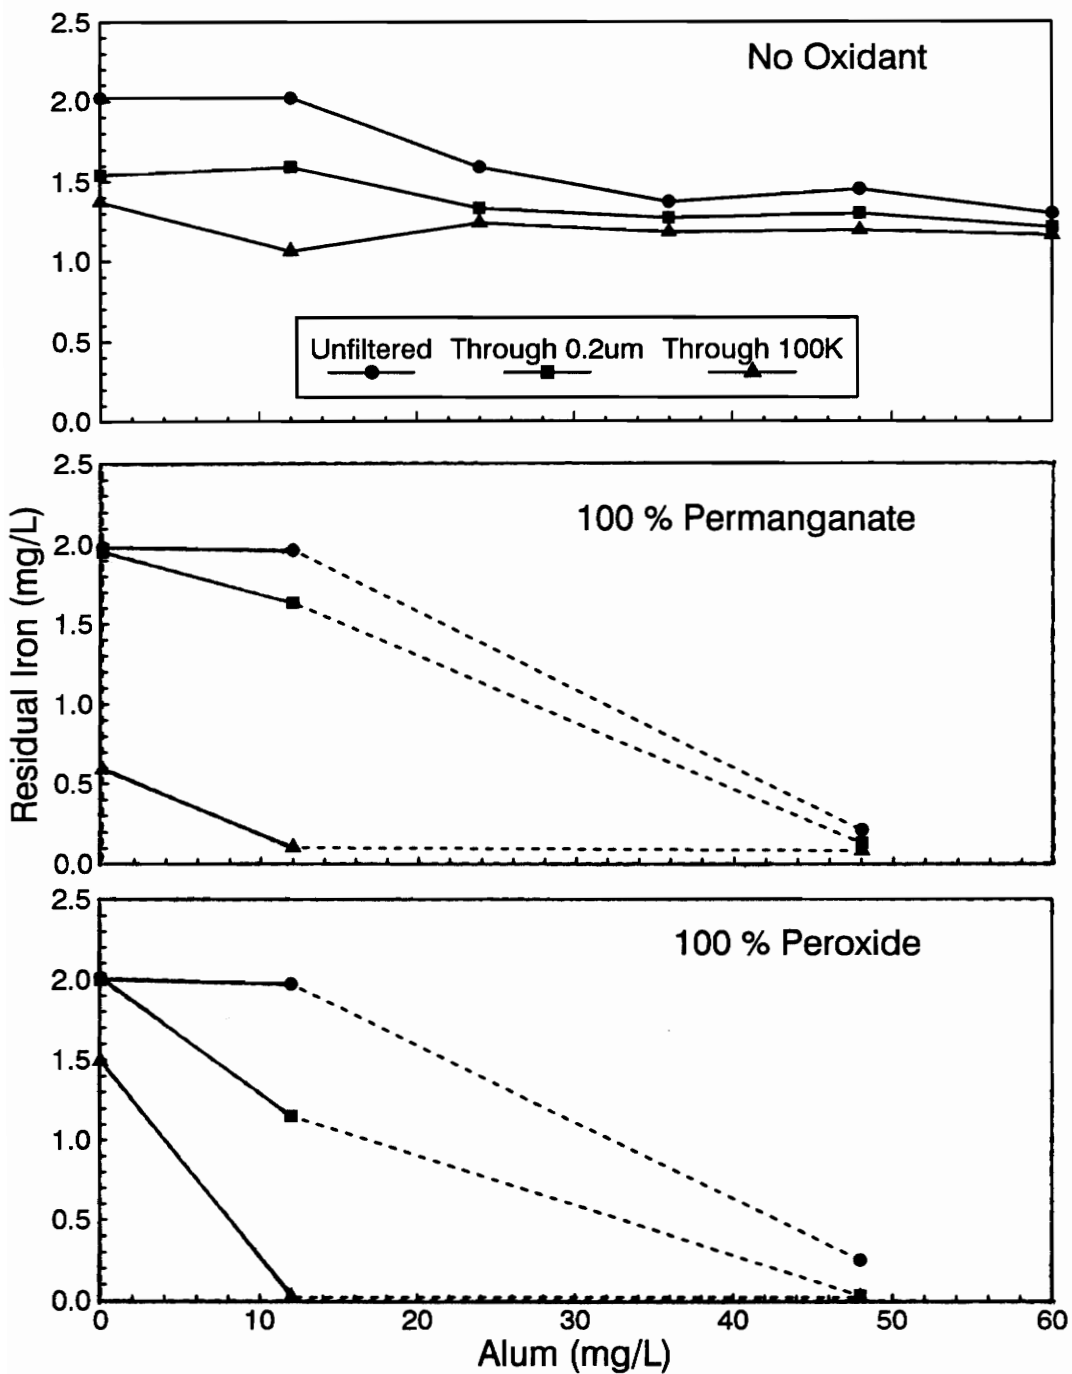 2.5
No Oxidant
2.0
1.5
1.0
0.5
Unfiltered Through 0.2um Through 100K
0.0
2.5
100 % Permanganate
2.0
1.5
1.0
0.5
0.0
Residual Iron (mg/L)
2.5
100 % Peroxide
2.0
1.5
1.0
0.5
0.0
0 10 20 30 40 50 60
Alum (mg/L)